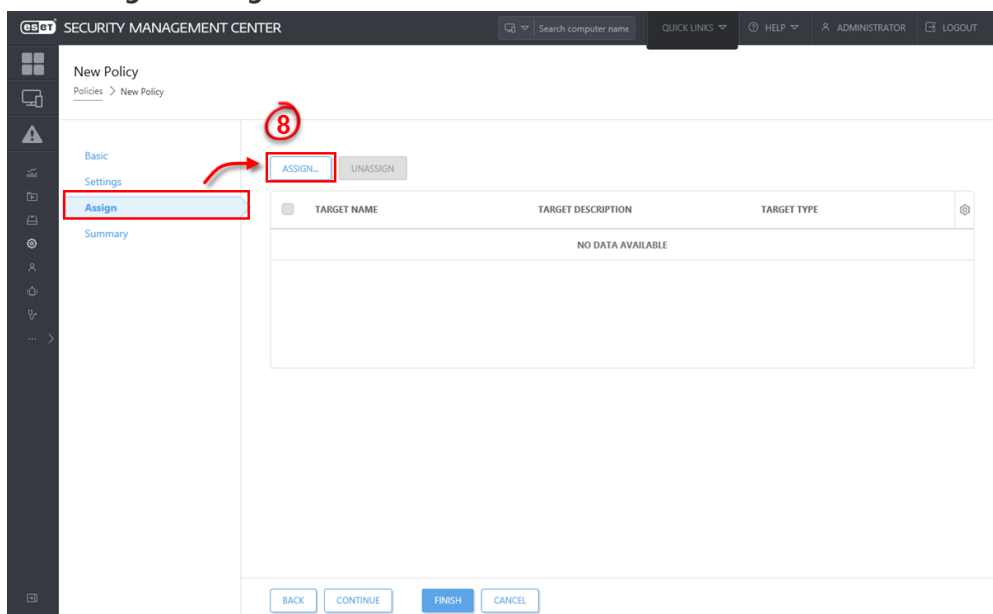 eset SECURITY MANAGEMENT CENTER
Search computer name
QUICK LINKS
HELP
ADMINISTRATOR
LOGOUT
New Policy
Policies > New Policy
8
Basic
Settings
Assign
Summary
ASSIGN...
UNASSIGN
TARGET NAME TARGET DESCRIPTION TARGET TYPE
NO DATA AVAILABLE
BACK
CONTINUE
FINISH
CANCEL